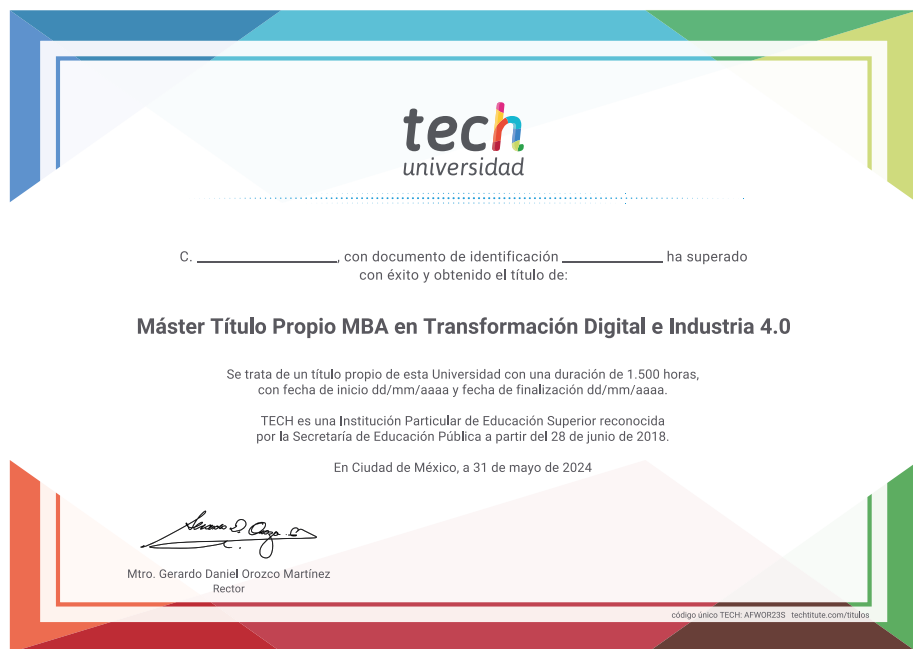 tech
universidad
C. ____________, con documento de identificación ____________ ha superado
con éxito y obtenido el título de:
Máster Título Propio MBA en Transformación Digital e Industria 4.0
Se trata de un título propio de esta Universidad con una duración de 1.500 horas,
con fecha de inicio dd/mm/aaaa y fecha de finalización dd/mm/aaaa.
TECH es una Institución Particular de Educación Superior reconocida
por la Secretaría de Educación Pública a partir del 28 de junio de 2018.
En Ciudad de México, a 31 de mayo de 2024
Mtro. Gerardo Daniel Orozco Martínez
Rector
código único TECH: AFWOR23S techtitute.com/titulos